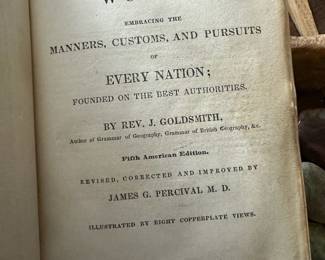 EMBRACING THE
MANNERS, CUSTOMS, AND PURSUITS
OF
EVERY NATION;
FOUNDED ON THE BEST AUTHORITIES.
BY REV. J. GOLDSMITH,
Author of Grammar of Geography, Grammar of British Geography, &c.
Fifth American Edition,
REVISED, CORRECTED AND IMPROVED BY
JAMES G. PERCIVAL M. D.
ILLUSTRATED BY EIGHT COPPERPLATE VIEWS.